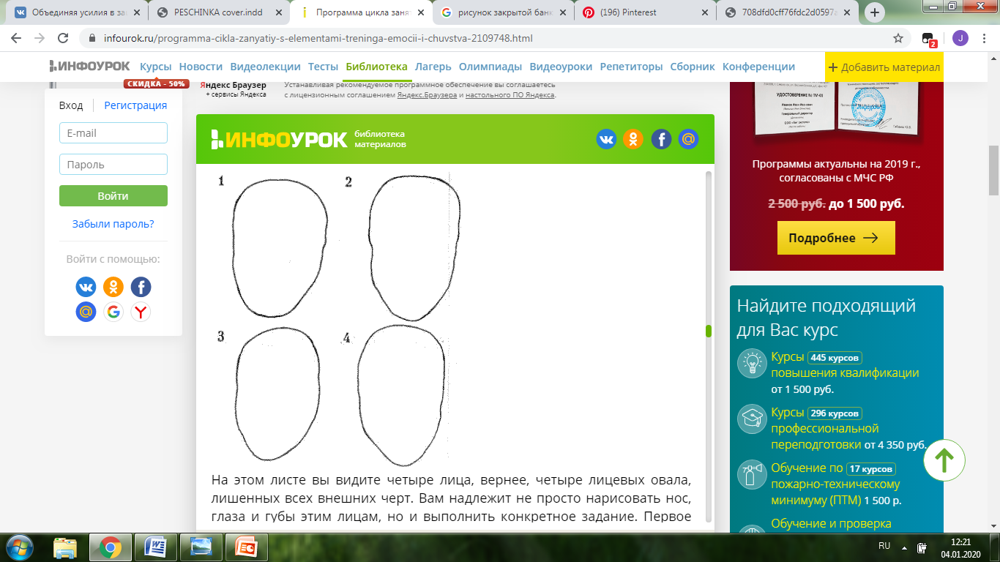 Объединяя усилия в за
PESCHINKA cover.indd
Программа цикла занят
рисунок закрытой банк
(196) Pinterest
708dfd0cff76fdc2d0597a
infourok.ru/programma-cikla-zanyatiy-s-elementami-treninga-emocii-i-chuvstva-2109748.html
2
J
ИНФОУРОК
Курсы
Новости
Видеолекции
Тесты
Библиотека
Лагерь
Олимпиады
Видеоуроки
Репетиторы
Сборник
Конференции
+ Добавить материал
СКИДКА - 50%
Вход
Регистрация
E-mail
Пароль
Войти
Забыли пароль?
Войти с помощью:
Яндекс Браузер
+ сервисы Яндекса
Устанавливая рекомендуемое программное обеспечение вы соглашаетесь
с лицензионным соглашением Яндекс.Браузера и настольного ПО Яндекса.
ИНФОУРОК
библиотека
материалов
1
2
3
4
На этом листе вы видите четыре лица, вернее, четыре лицевых овала,
лишенных всех внешних черт. Вам надлежит не просто нарисовать нос,
глаза и губы этим лицам, но и выполнить конкретное задание. Первое
УДОСТОВЕРЕНИЕ № ТМ-03
Программы актуальны на 2019 г.,
согласованы с МЧС РФ
2 500 руб. до 1 500 руб.
Подробнее
Найдите подходящий
для Вас курс
Курсы 445 курсов
повышения квалификации
от 1 500 руб.
Курсы 296 курсов
профессиональной
переподготовки от 4 350 руб.
Обучение по 17 курсов
пожарно-техническому
минимуму (ПТМ) 1 500 р.
Обучение и проверка
RU
12:21
04.01.2020